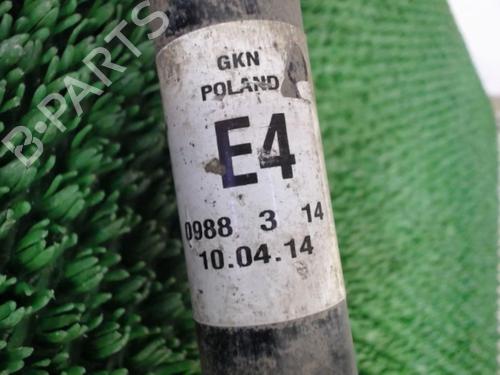 B-PARTS
GKN
POLAND
E4
0988 3 14
10.04.14